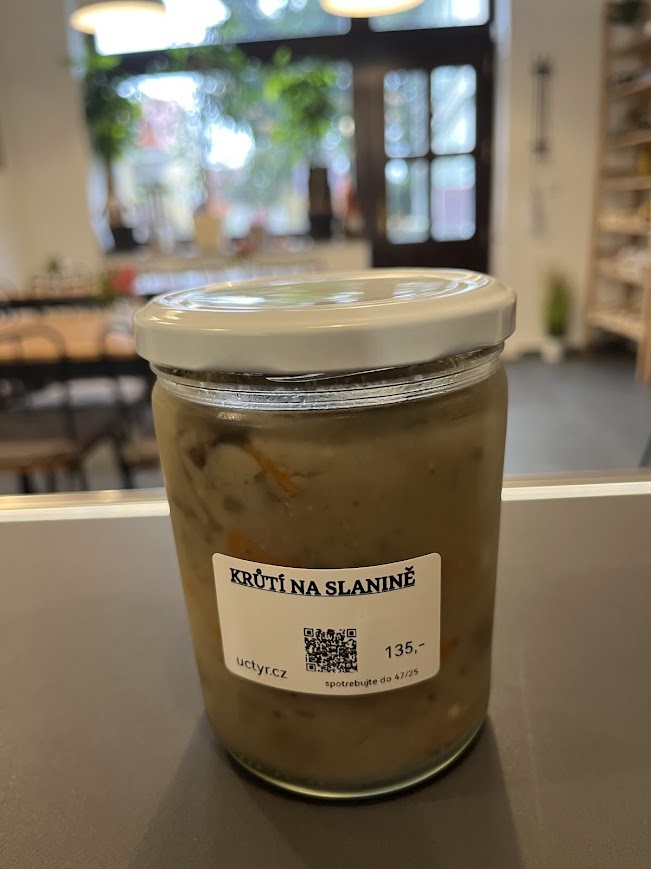 KRŮTÍ NA SLANINĚ
uctyr.cz
135,-
spotrebujte do 47/25